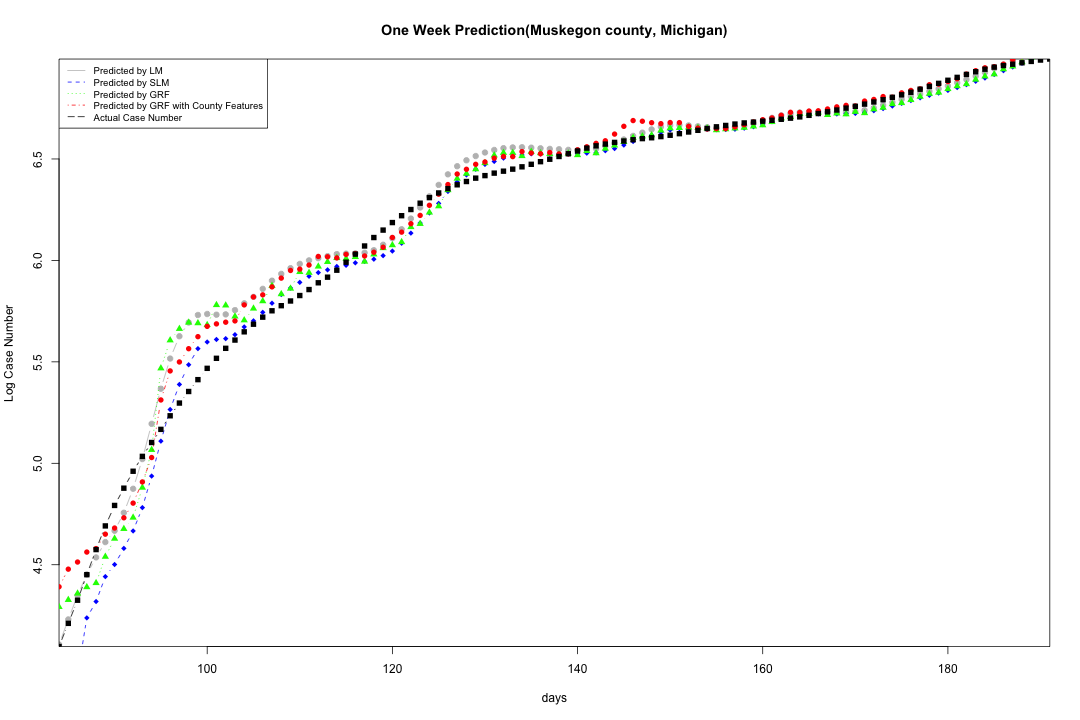 One Week Prediction(Muskegon county, Michigan)
Predicted by LM
Predicted by SLM
Predicted by GRF
Predicted by GRF with County Features
Actual Case Number
6.5
6.0
5.5
5.0
4.5
Log Case Number
100 120 140 160 180
days